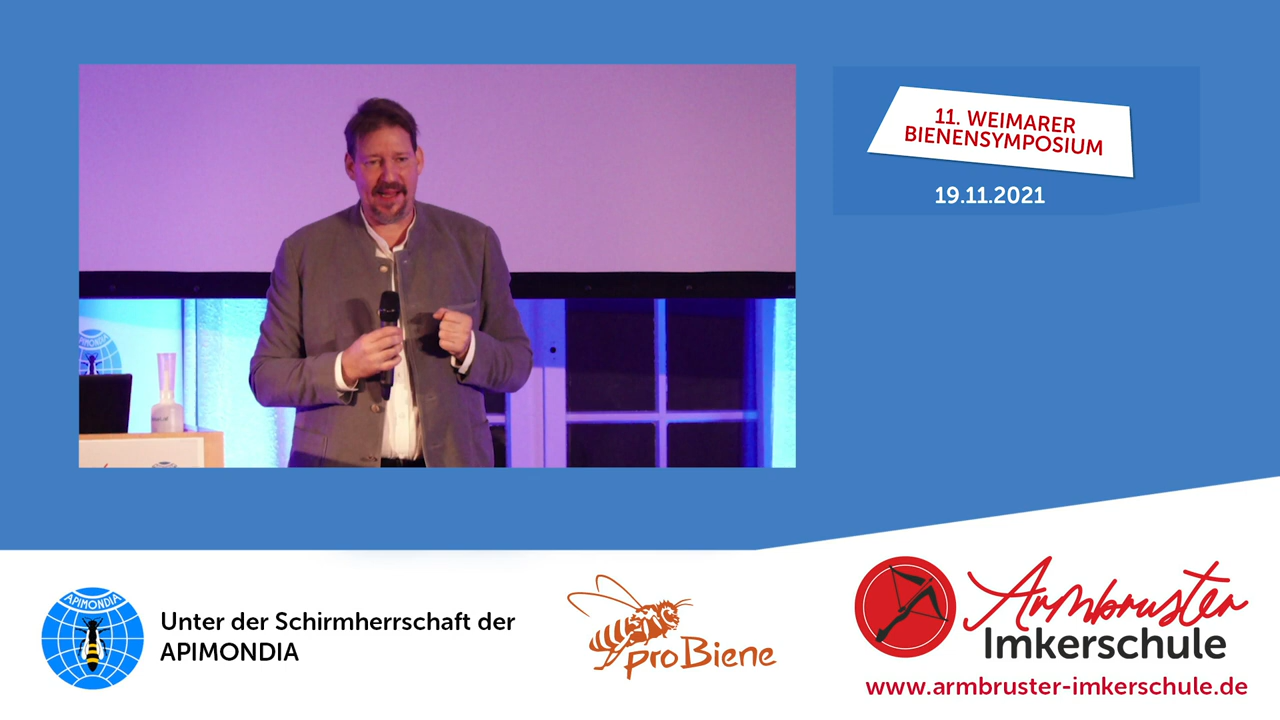 11. WEIMARER
BIENENSYMPOSIUM
19.11.2021
APIMONDIA
APIMONDIA
Unter der Schirmherrschaft der
APIMONDIA
proBiene
Armbruster
Imkerschule
www.armbruster-imkerschule.de